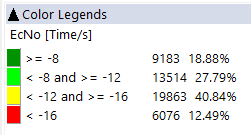 Color Legends
EcNo [Time/s]
>= -8 9183 18.88%
< -8 and >= -12 13514 27.79%
< -12 and >= -16 19863 40.84%
< -16 6076 12.49%